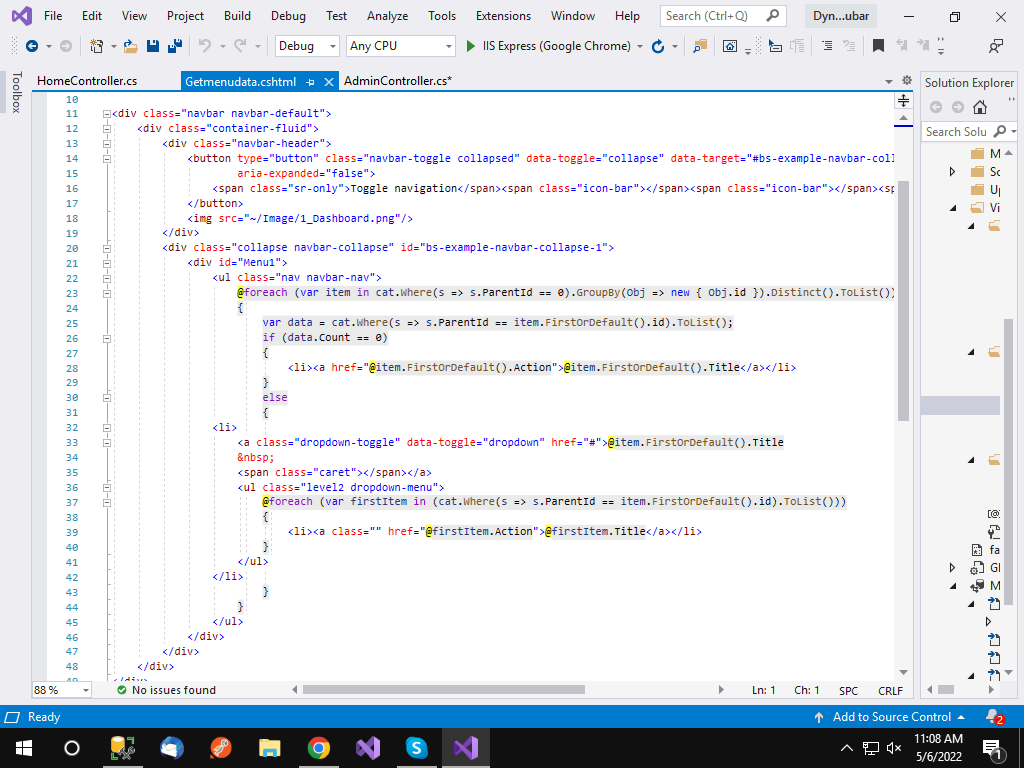 File Edit View Project Build Debug Test Analyze Tools Extensions Window Help Search (Ctrl+Q) Dyn...ubar
Debug Any CPU IIS Express (Google Chrome)
Toolbox
HomeController.cs Getmenudata.cshtml AdminController.cs*
10
11 <div class="navbar navbar-default">
12 <div class="container-fluid">
13 <div class="navbar-header">
14 <button type="button" class="navbar-toggle collapsed" data-toggle="collapse" data-target="#bs-example-navbar-coll
15 aria-expanded="false">
16 <span class="sr-only">Toggle navigation</span><span class="icon-bar"></span><span class="icon-bar"></span><sp
17 </button>
18 <img src="~/Image/1_Dashboard.png"/>
19 </div>
20 <div class="collapse navbar-collapse" id="bs-example-navbar-collapse-1">
21 <div id="Menu1">
22 <ul class="nav navbar-nav">
23 @foreach (var item in cat.Where(s => s.ParentId == 0).GroupBy(Obj => new { Obj.id }).Distinct().ToList())
24 {
25 var data = cat.Where(s => s.ParentId == item.FirstOrDefault().id).ToList();
26 if (data.Count == 0)
27 {
28 <li><a href="@item.FirstOrDefault().Action">@item.FirstOrDefault().Title</a></li>
29 }
30 else
31 {
32 <li>
33 <a class="dropdown-toggle" data-toggle="dropdown" href="#">@item.FirstOrDefault().Title
34 &nbsp;
35 <span class="caret"></span></a>
36 <ul class="level2 dropdown-menu">
37 @foreach (var firstItem in (cat.Where(s => s.ParentId == item.FirstOrDefault().id).ToList()))
38 {
39 <li><a class="" href="@firstItem.Action">@firstItem.Title</a></li>
40 }
41 </ul>
42 </li>
43 }
44 }
45 </ul>
46 </div>
47 </div>
48 </div>
49 </div>
Solution Explorer
Search Solu
M
Sc
Up
Vi
fa
Gl
M
88 % No issues found Ln: 1 Ch: 1 SPC CRLF
Ready Add to Source Control 2
11:08 AM
5/6/2022
1